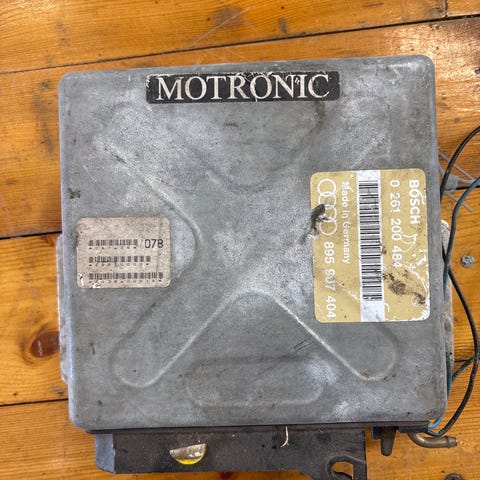 MOTRONIC
078
BOSCH
0 261 200 484
Made in Germany
895 907 404